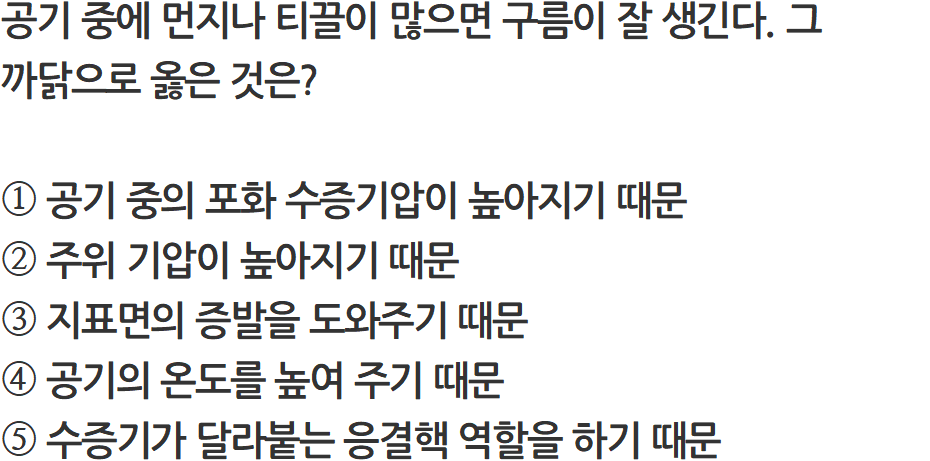 공기 중에 먼지나 티끌이 많으면 구름이 잘 생긴다. 그
까닭으로 옳은 것은?
① 공기 중의 포화 수증기압이 높아지기 때문
② 주위 기압이 높아지기 때문
③ 지표면의 증발을 도와주기 때문
④ 공기의 온도를 높여 주기 때문
⑤ 수증기가 달라붙는 응결핵 역할을 하기 때문